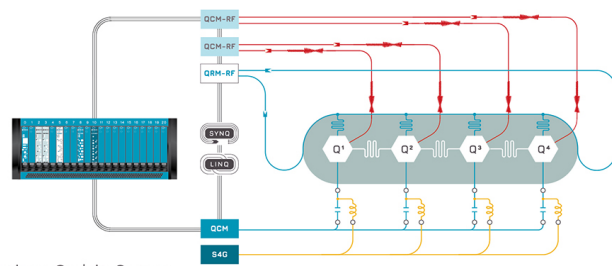 QCM-RF
QCM-RF
QRM-RF
SYNQ
LINQ
Q¹
Q²
Q³
Q⁴
QCM
S4G